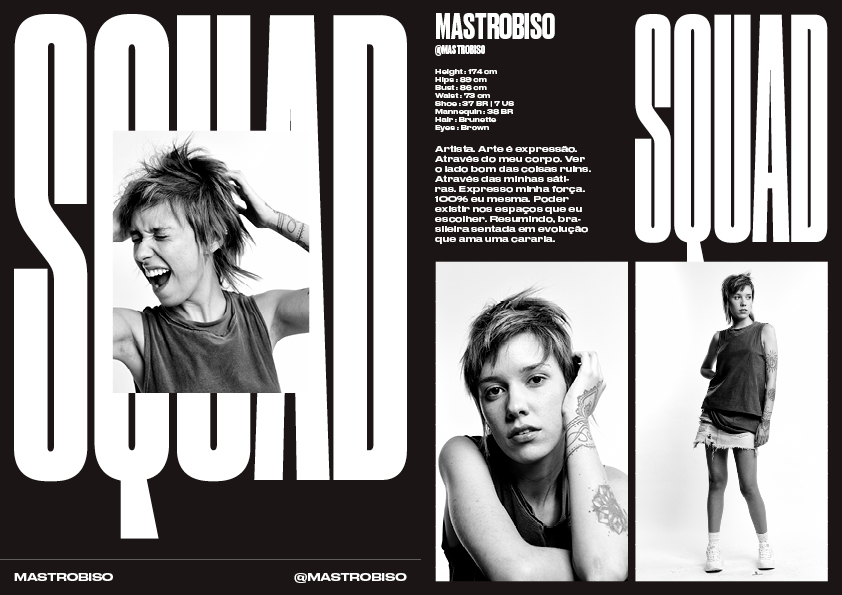 SQUAD
MASTROBISO
@MASTROBISO
MASTROBISO
@MASTROBISO
Height : 174 cm
Hips : 89 cm
Bust : 86 cm
Waist : 73 cm
Shoe : 37 BR | 7 US
Mannequin : 38 BR
Hair : Brunette
Eyes : Brown
Artista. Arte é expressão.
Através do meu corpo. Ver
o lado bom das coisas ruins.
Através das minhas sáti-
ras. Expresso minha força.
100% eu mesma. Poder
existir nos espaços que eu
escolher. Resumindo, bra-
sileira sentada em evolução
que ama uma cararia.
SQUAD